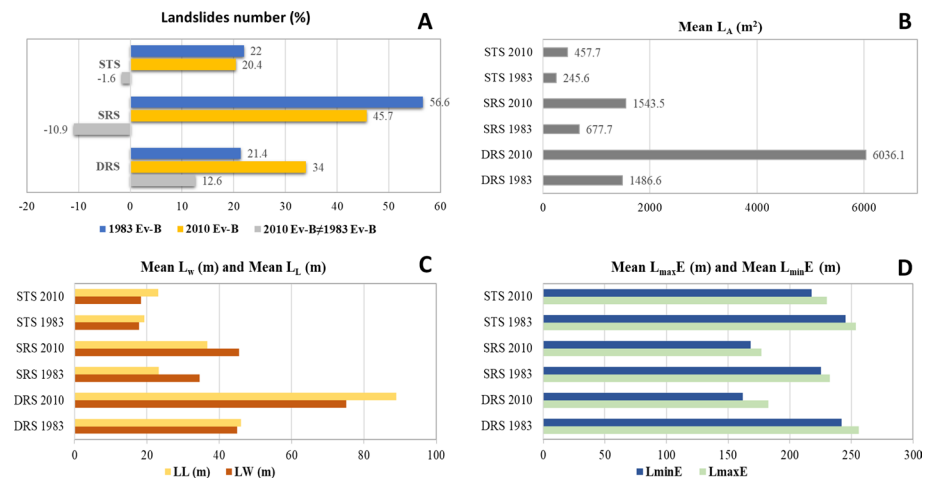 Landslides number (%)
A
STS
22
20.4
-1.6
SRS
56.6
45.7
-10.9
DRS
21.4
34
12.6
-20 -10 0 10 20 30 40 50 60
1983 Ev-B 2010 Ev-B 2010 Ev-B≠1983 Ev-B
B
Mean LA (m²)
STS 2010 457.7
STS 1983 245.6
SRS 2010 1543.5
SRS 1983 677.7
DRS 2010 6036.1
DRS 1983 1486.6
0 2000 4000 6000
C
Mean Lw (m) and Mean LL (m)
STS 2010
STS 1983
SRS 2010
SRS 1983
DRS 2010
DRS 1983
0 20 40 60 80 100
LL (m) LW (m)
D
Mean LmaxE (m) and Mean LminE (m)
STS 2010
STS 1983
SRS 2010
SRS 1983
DRS 2010
DRS 1983
0 50 100 150 200 250 300
LminE LmaxE